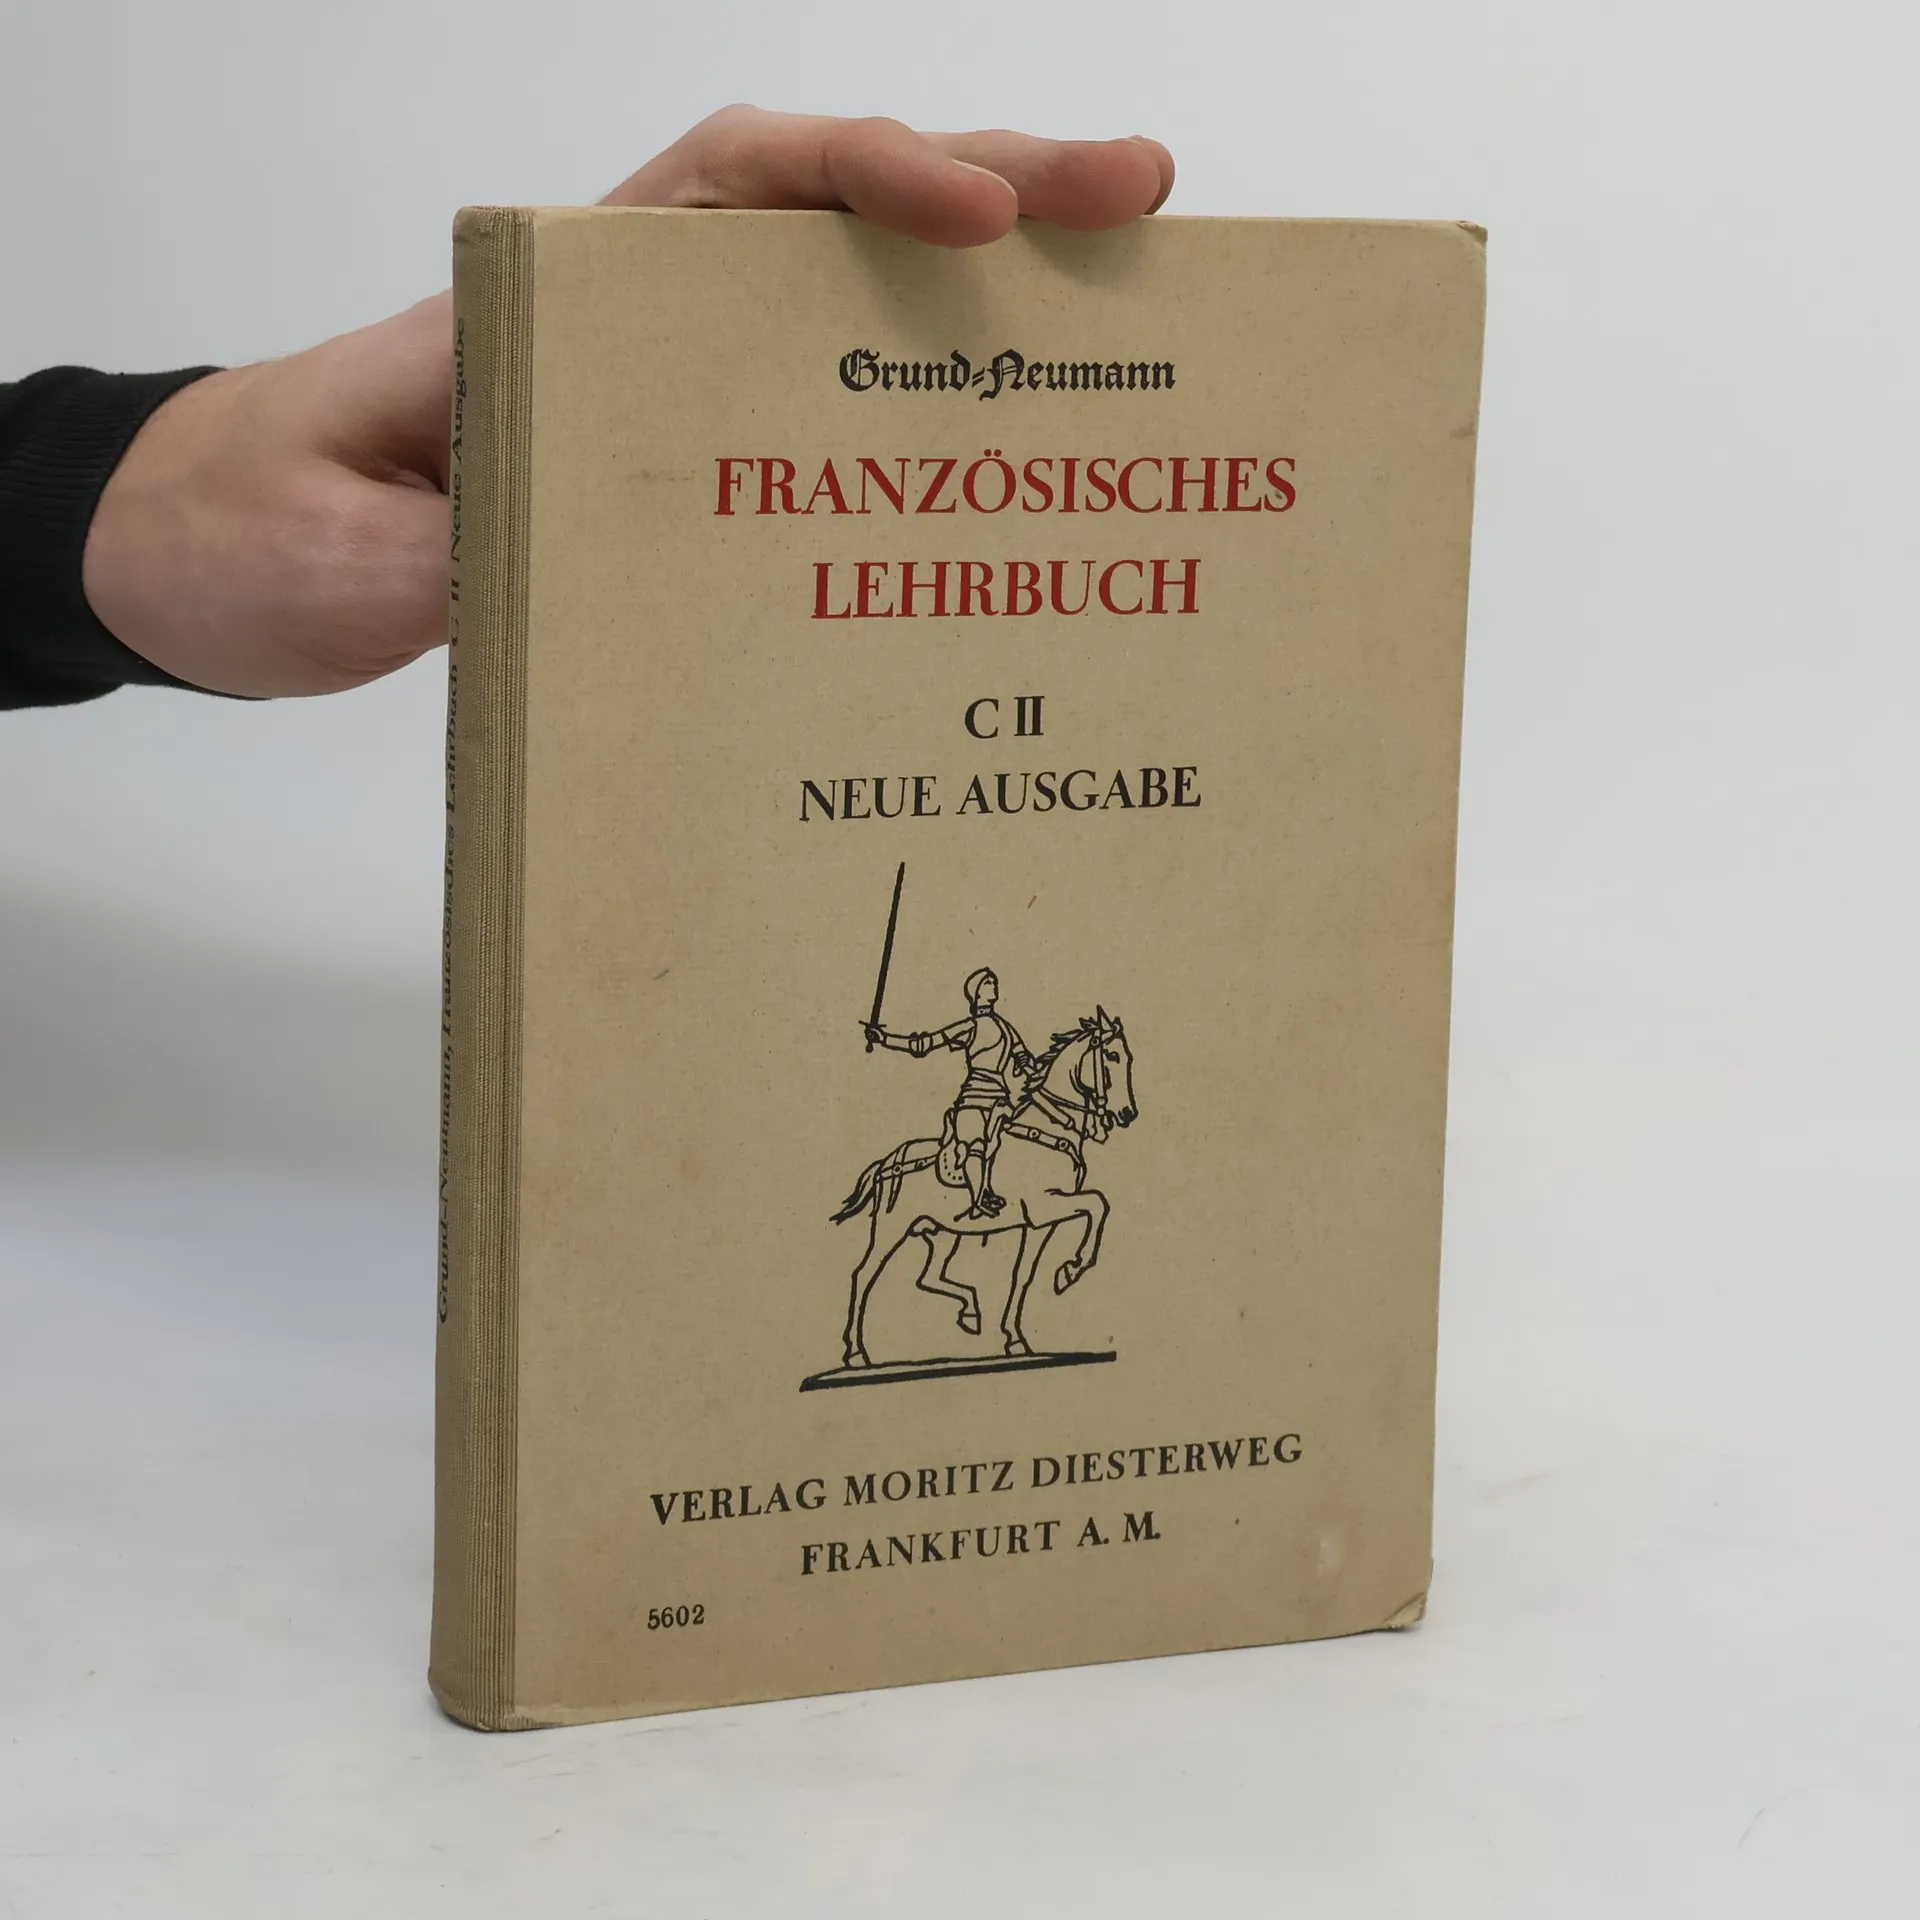 Grund-Neumann
FRANZÖSISCHES
LEHRBUCH
C II
NEUE AUSGABE
VERLAG MORITZ DIESTERWEG
FRANKFURT A. M.
5602
Grund-Neumann, Französisches Lehrbuch C II Neue Ausgabe